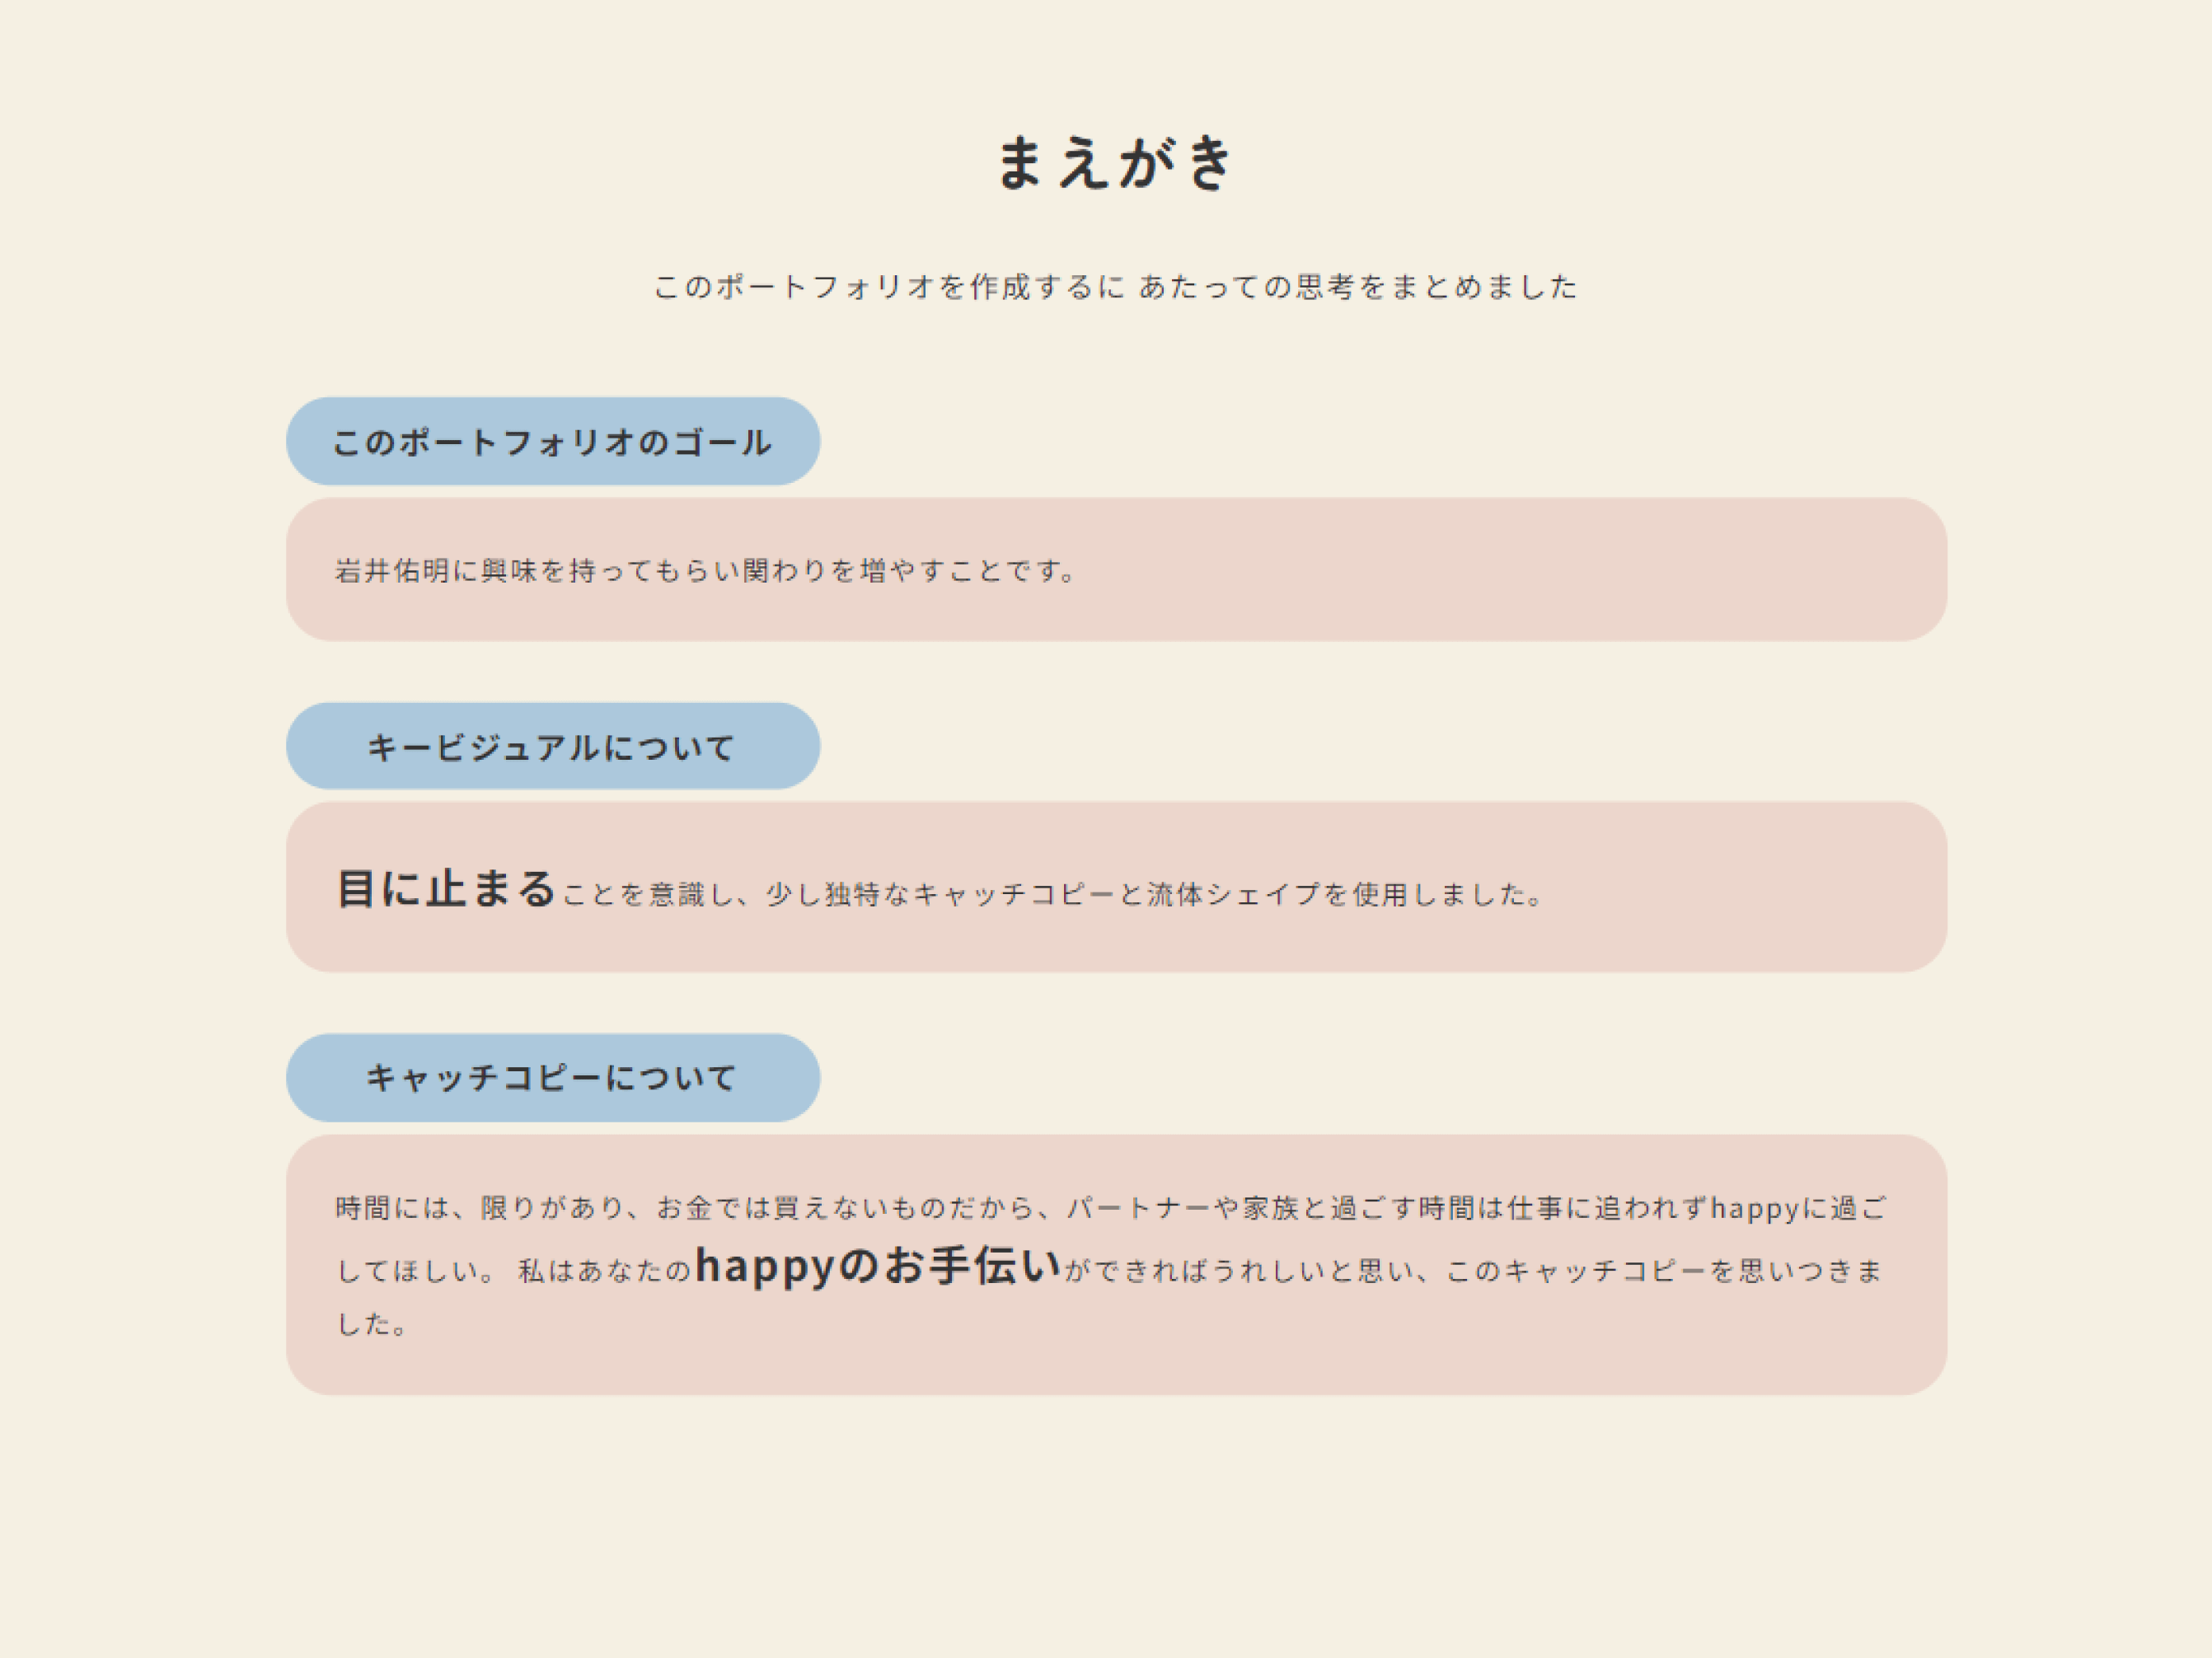 まえがき
このポートフォリオを作成するに あたっての思考をまとめました
このポートフォリオのゴール
岩井佑明に興味を持ってもらい関わりを増やすことです。
キービジュアルについて
目に止まることを意識し、少し独特なキャッチコピーと流体シェイプを使用しました。
キャッチコピーについて
時間には、限りがあり、お金では買えないものだから、パートナーや家族と過ごす時間は仕事に追われずhappyに過ご
してほしい。 私はあなたのhappyのお手伝いができればうれしいと思い、このキャッチコピーを思いつきま
した。